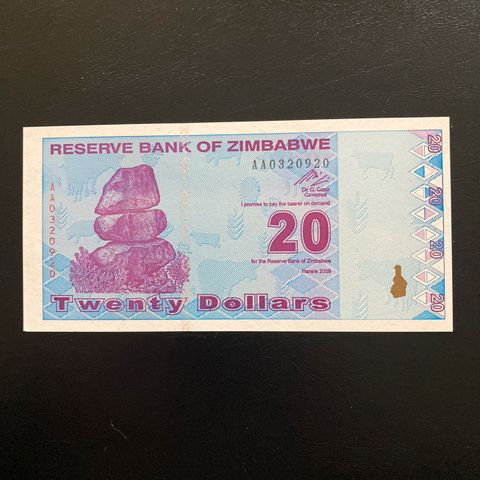 RESERVE BANK OF ZIMBABWE
AA0320920
AA0320920
Dr. G. Gono
Governor
I promise to pay the bearer on demand
20
for the Reserve Bank of Zimbabwe
Harare 2009
Twenty Dollars
20
20
20
20